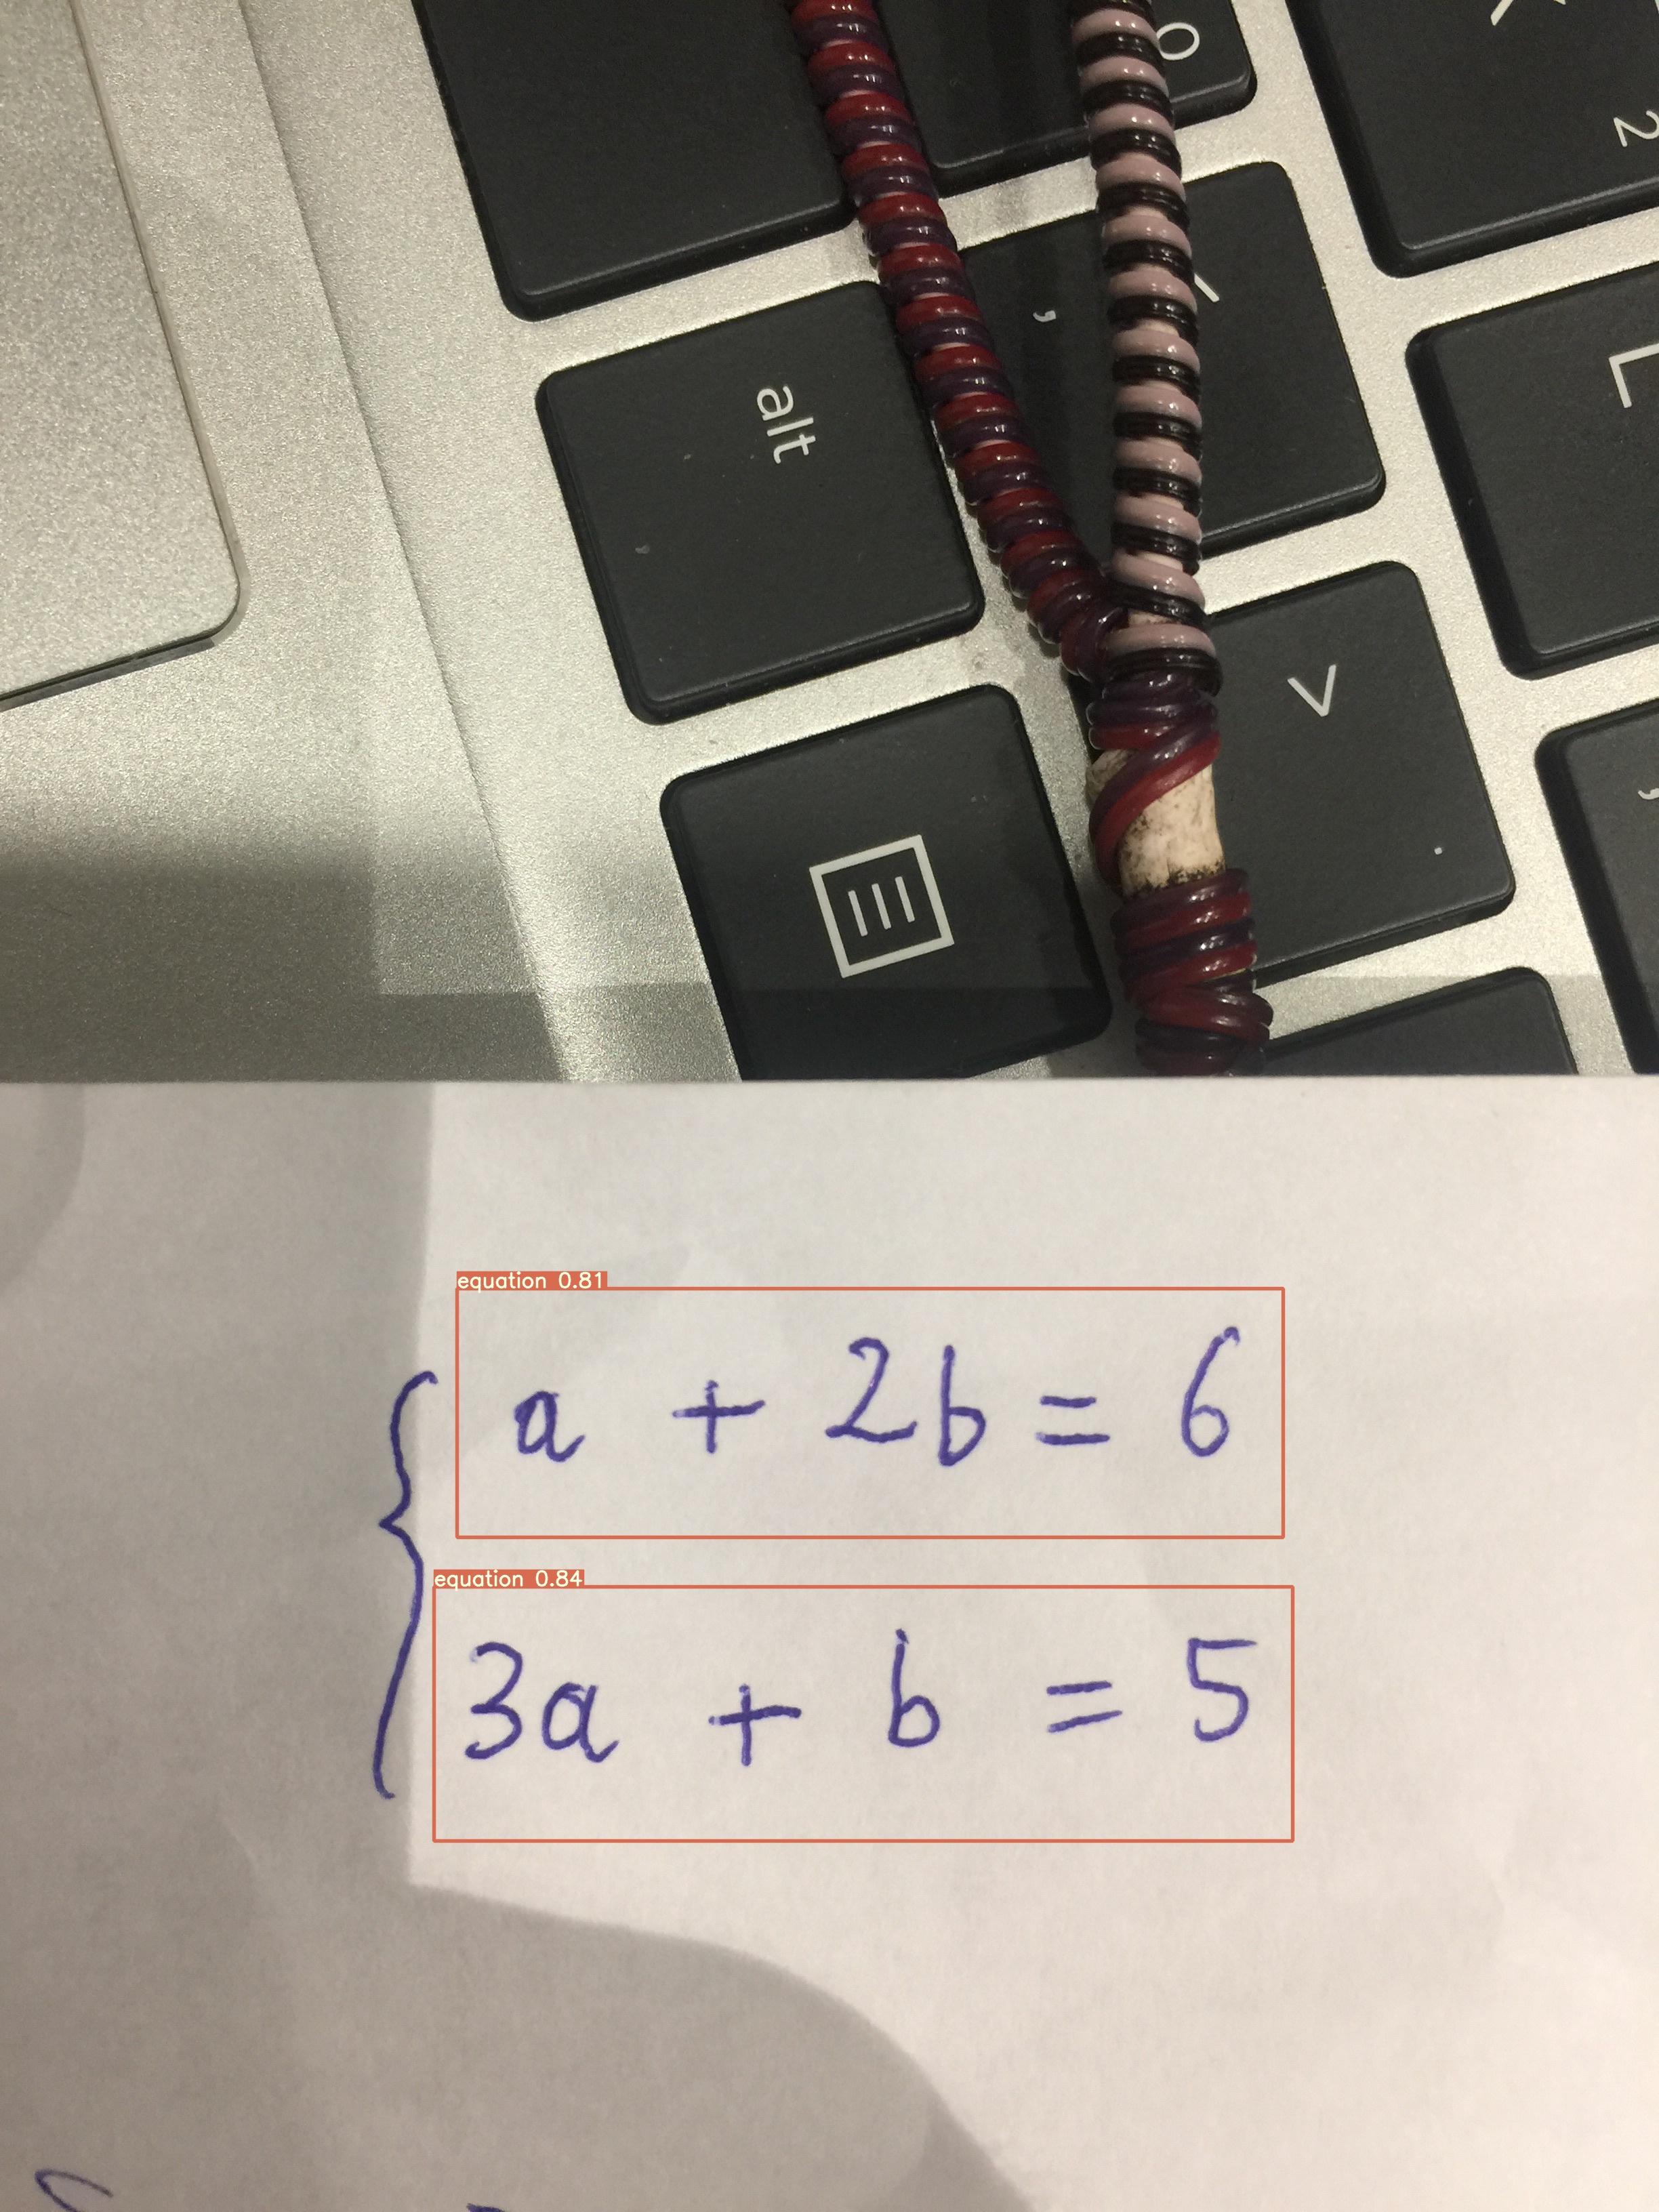 alt
equation 0.81
a + 2b = 6
equation 0.84
3a + b = 5